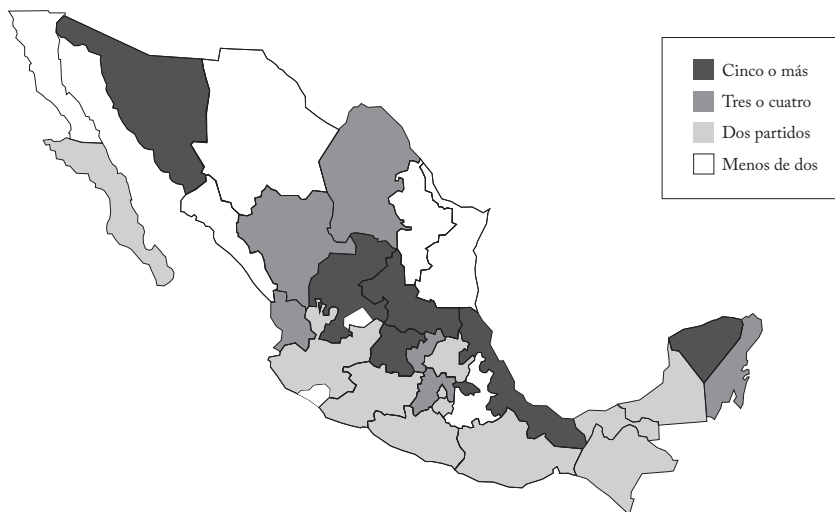 Cinco o más
Tres o cuatro
Dos partidos
Menos de dos